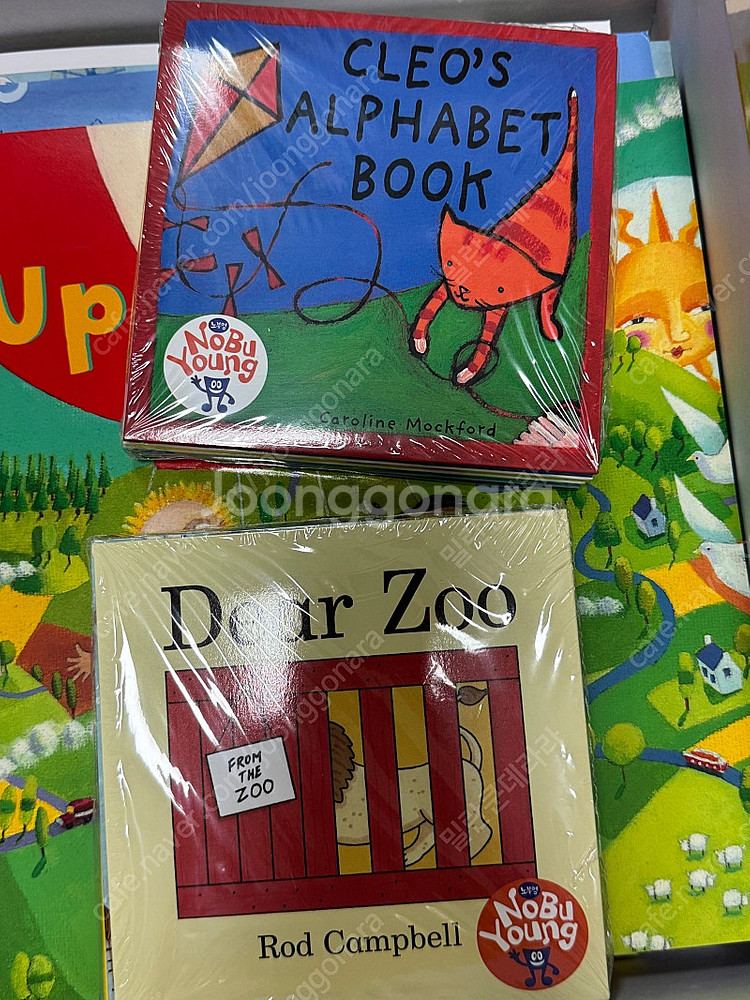 CLEO'S
ALPHABET
BOOK
up
노부영
NoBu
Young
Caroline Mockford
Joonggonara
Dear Zoo
FROM
THE
ZOO
Rod Campbell
노부영
NoBu
Young